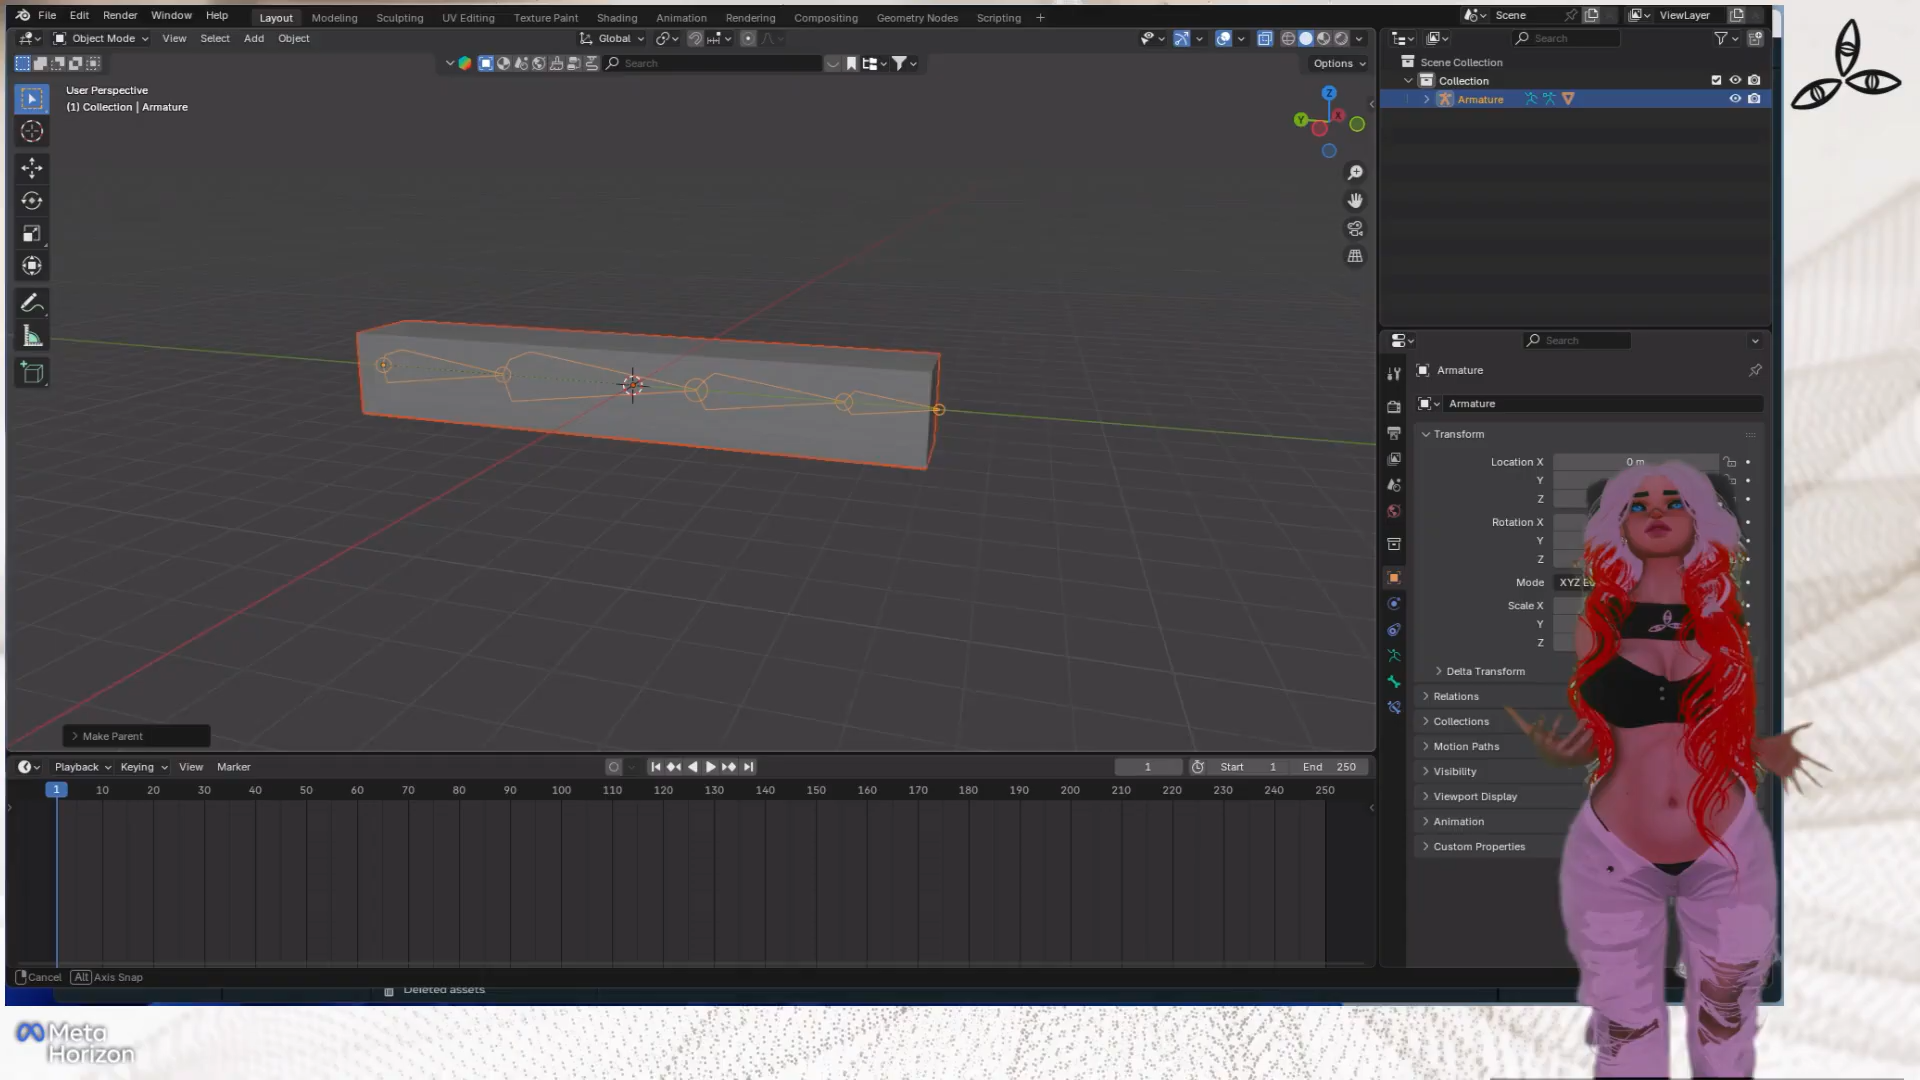 File Edit Render Window Help Layout Modeling Sculpting UV Editing Texture Paint Shading Animation Rendering Compositing Geometry Nodes Scripting + Scene ViewLayer
Object Mode View Select Add Object Global Search
Search Options
User Perspective
(1) Collection | Armature
Z
Y
X
Make Parent
Scene Collection
Collection
Armature
Search
Armature
Armature
Transform
Location X 0 m
Y
Z
Rotation X
Y
Z
Mode XYZ
Scale X
Y
Z
Delta Transform
Relations
Collections
Motion Paths
Visibility
Viewport Display
Animation
Custom Properties
Playback Keying View Marker 1 Start 1 End 250
1 10 20 30 40 50 60 70 80 90 100 110 120 130 140 150 160 170 180 190 200 210 220 230 240 250
Cancel Alt Axis Snap
Deleted assets
Meta
Horizon